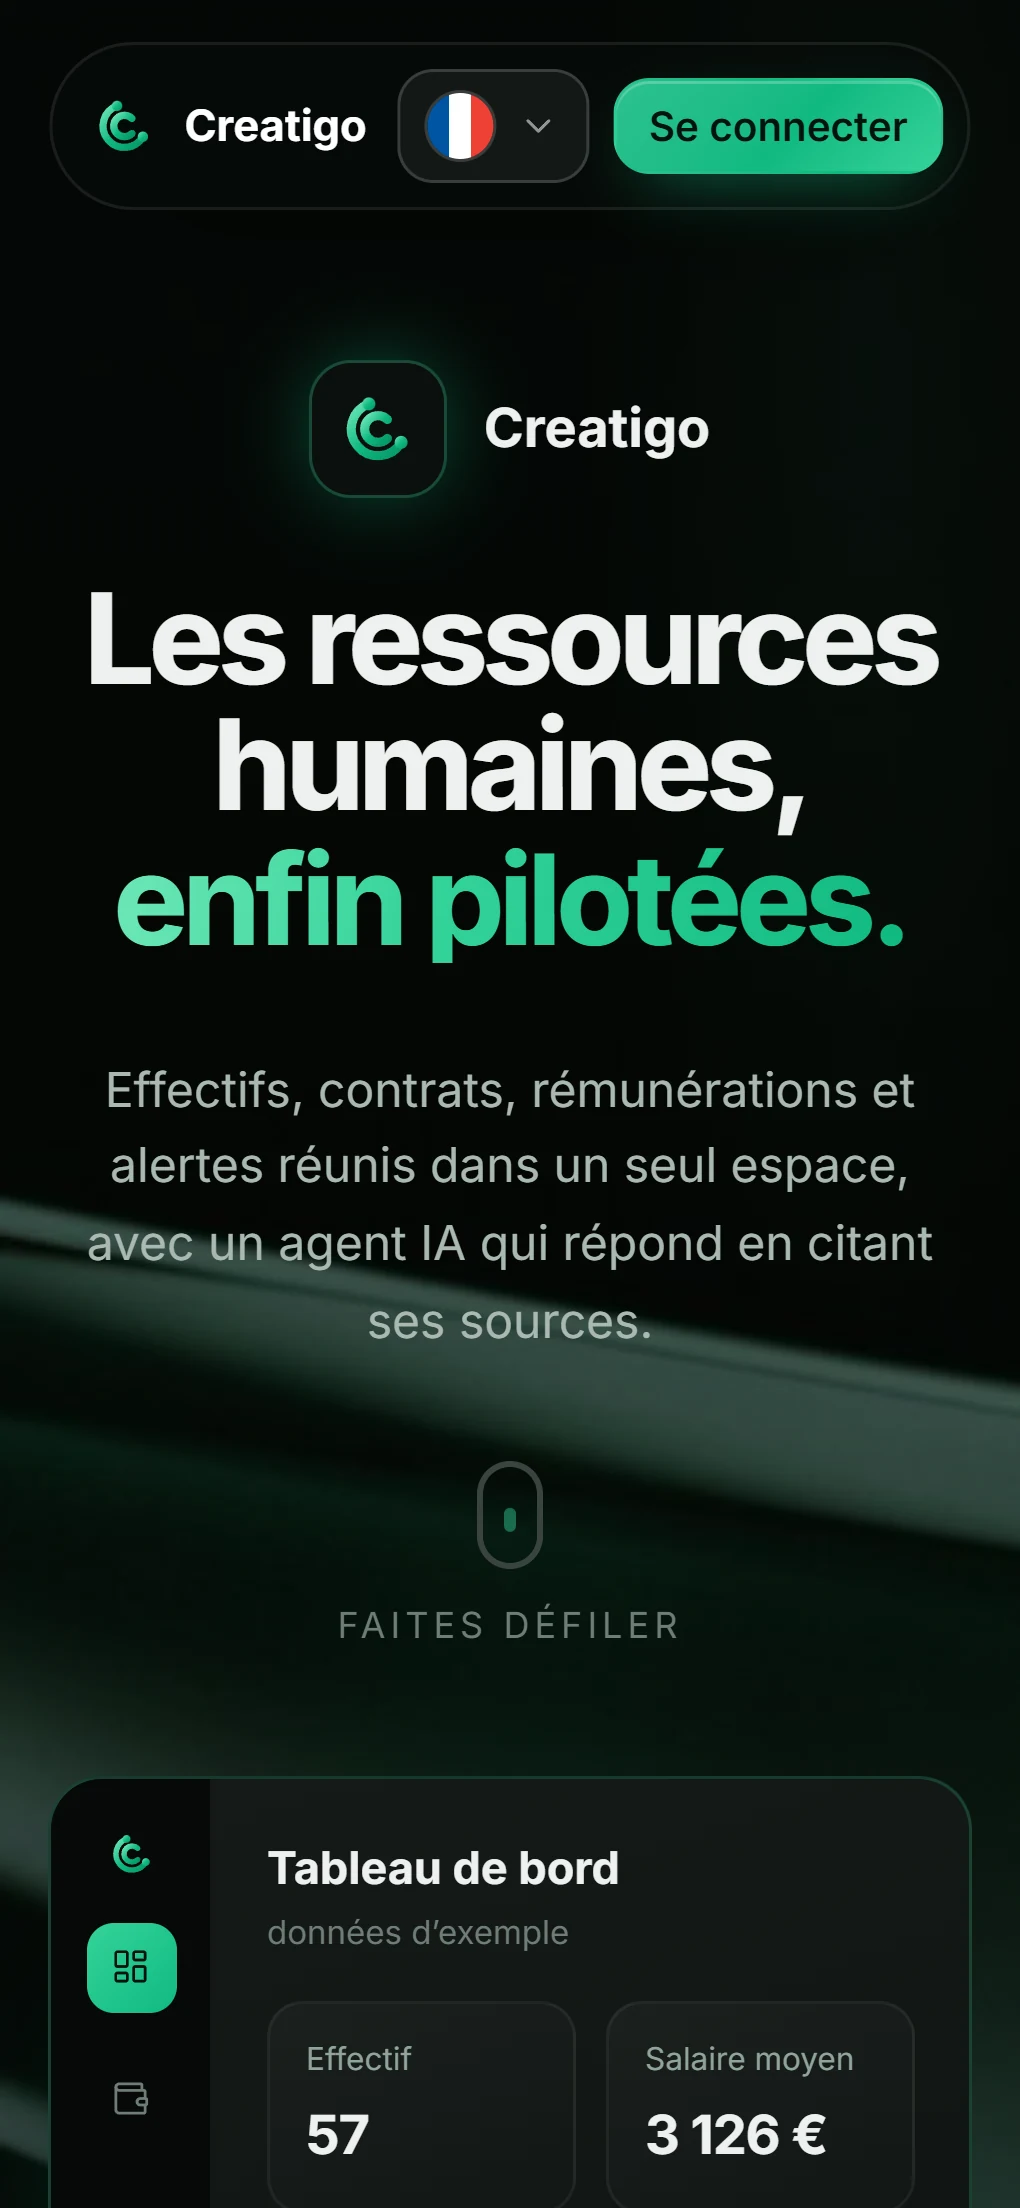 Creatigo
Se connecter
Creatigo
Les ressources
humaines,
enfin pilotées.
Effectifs, contrats, rémunérations et
alertes réunis dans un seul espace,
avec un agent IA qui répond en citant
ses sources.
FAITES DÉFILER
Tableau de bord
données d’exemple
Effectif
Salaire moyen
57
3 126 €